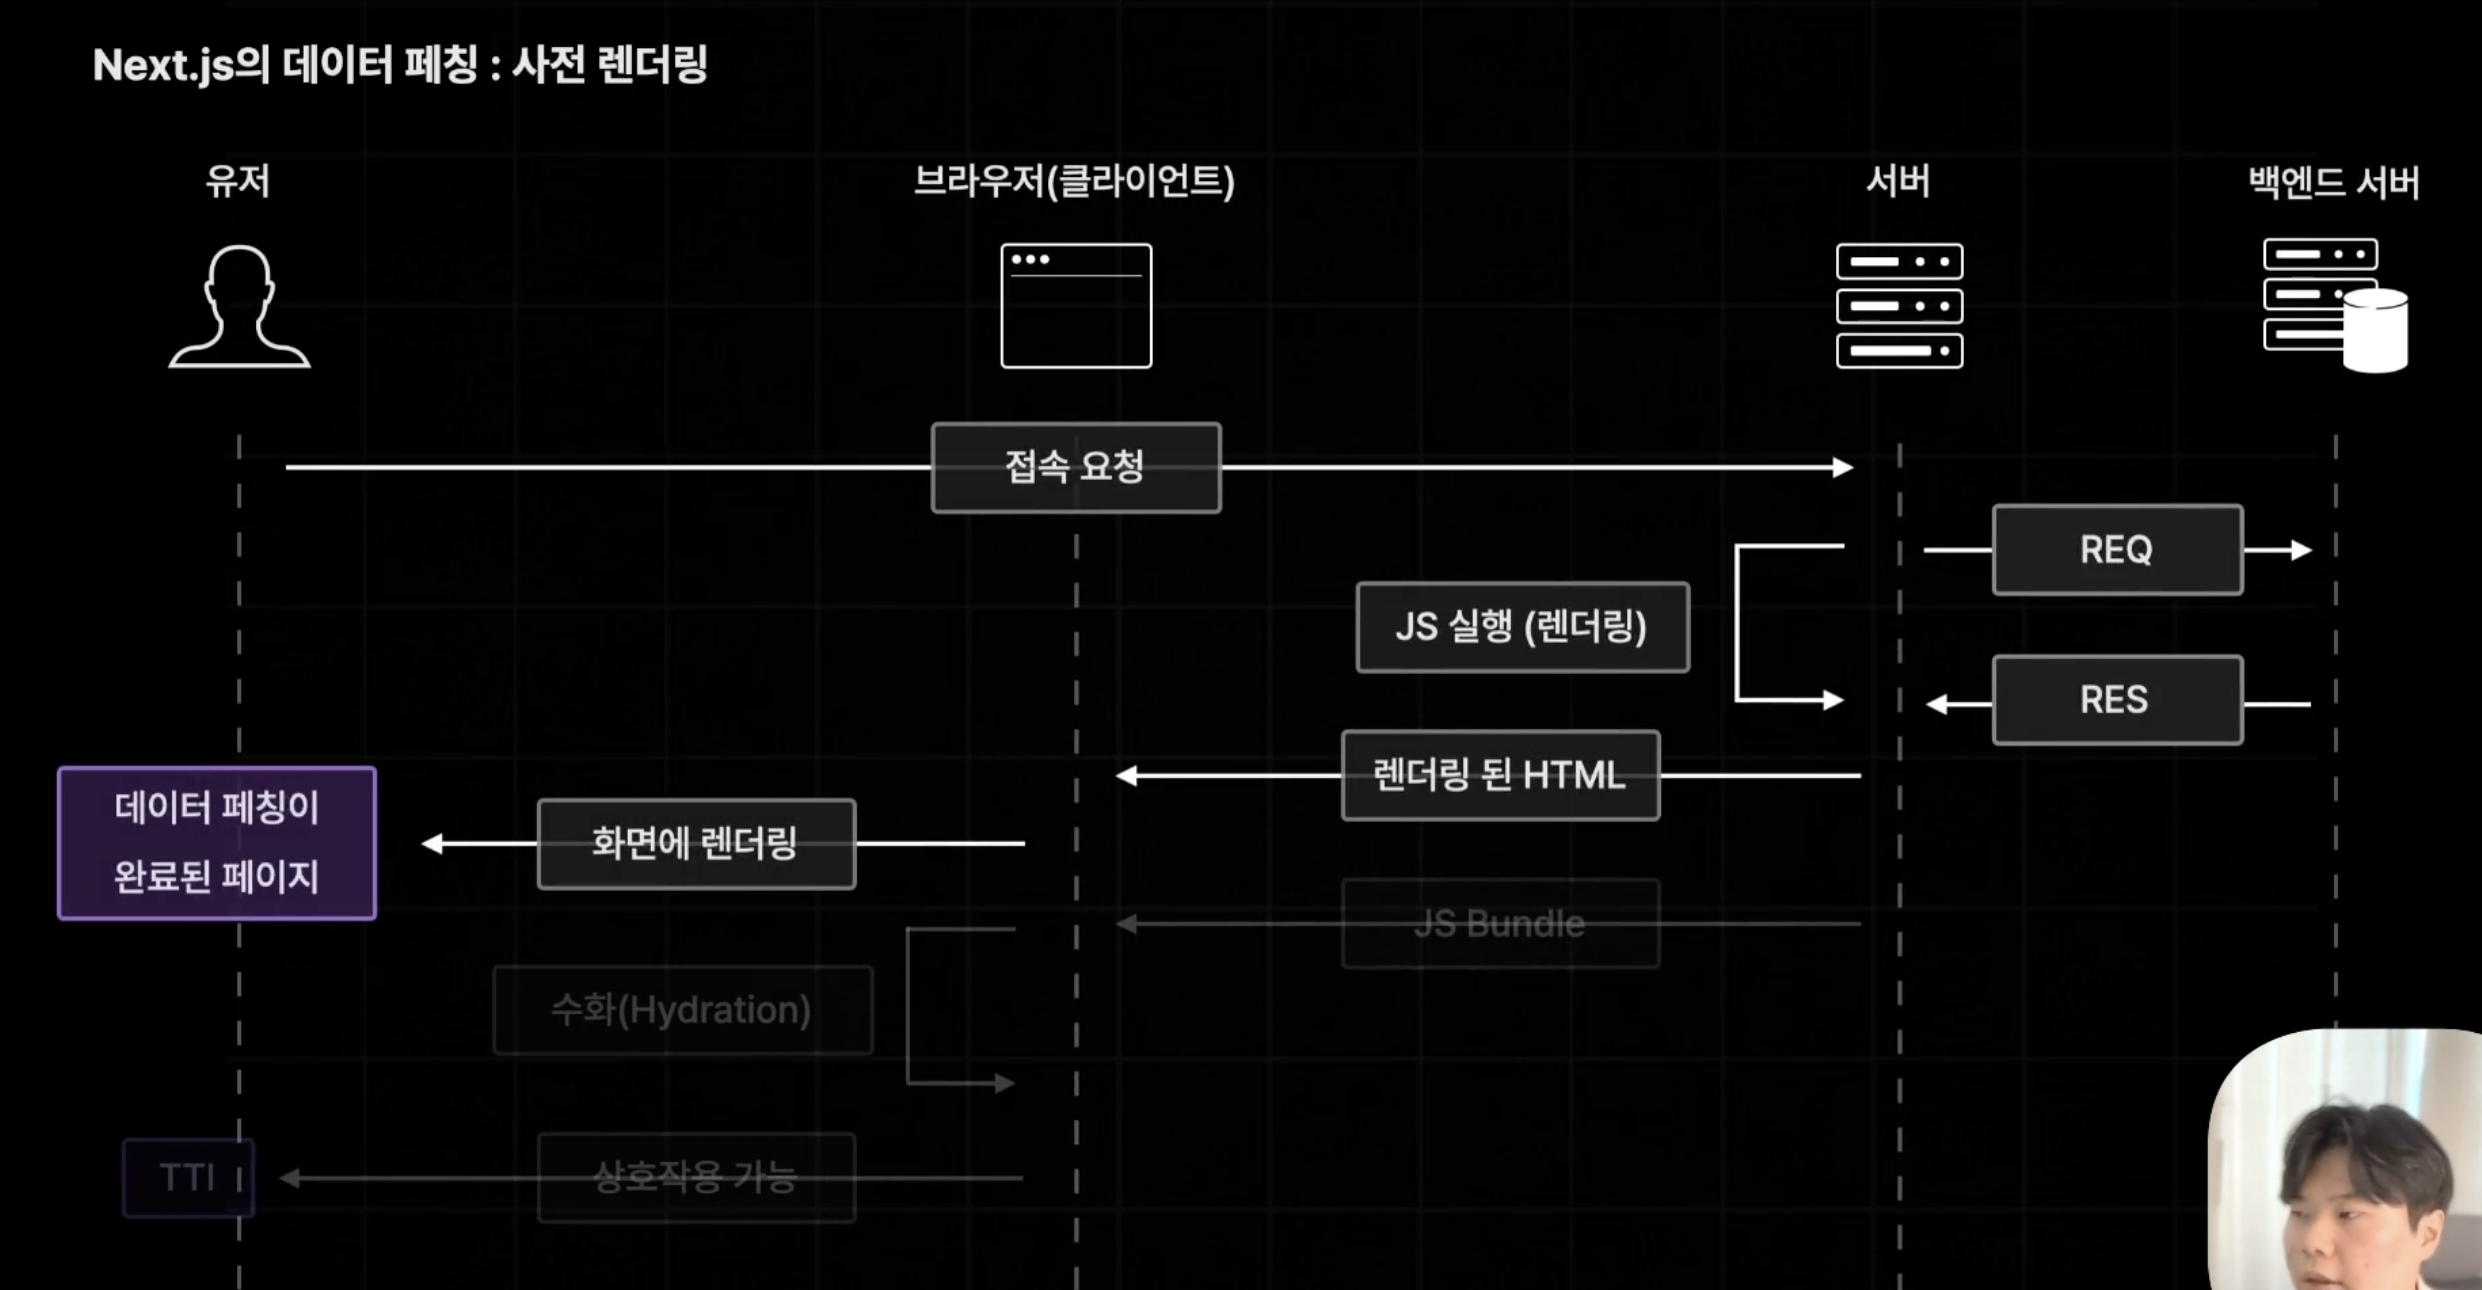 Next.js의 데이터 페칭 : 사전 렌더링
유저
브라우저(클라이언트)
서버
백엔드 서버
접속 요청
REQ
JS 실행 (렌더링)
RES
렌더링 된 HTML
데이터 페칭이
완료된 페이지
화면에 렌더링
JS Bundle
수화(Hydration)
TTI
상호작용 가능